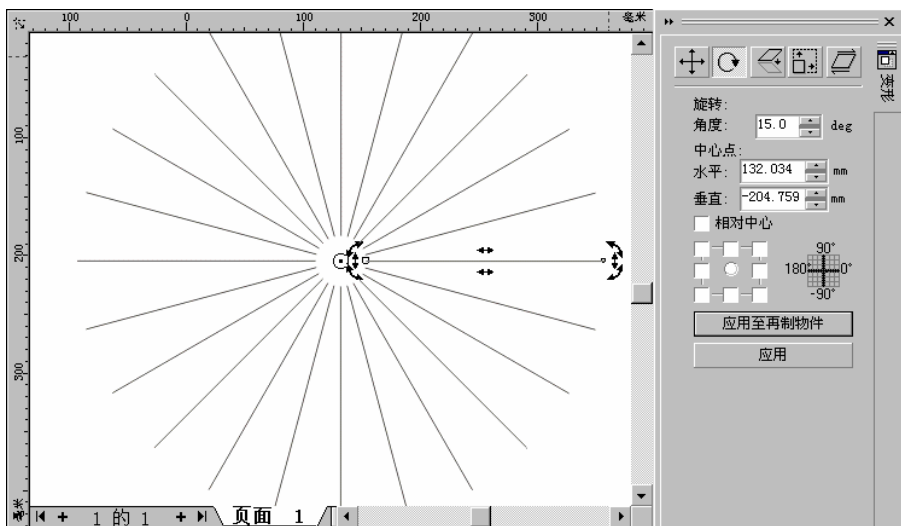 100 0 100 200 300 毫米
100
200
300
毫米
变形
旋转:
角度: 15.0 deg
中心点:
水平: 132.034 mm
垂直: -204.759 mm
相对中心
90°
180° 0°
-90°
应用至再制物件
应用
1 的 1 页面 1